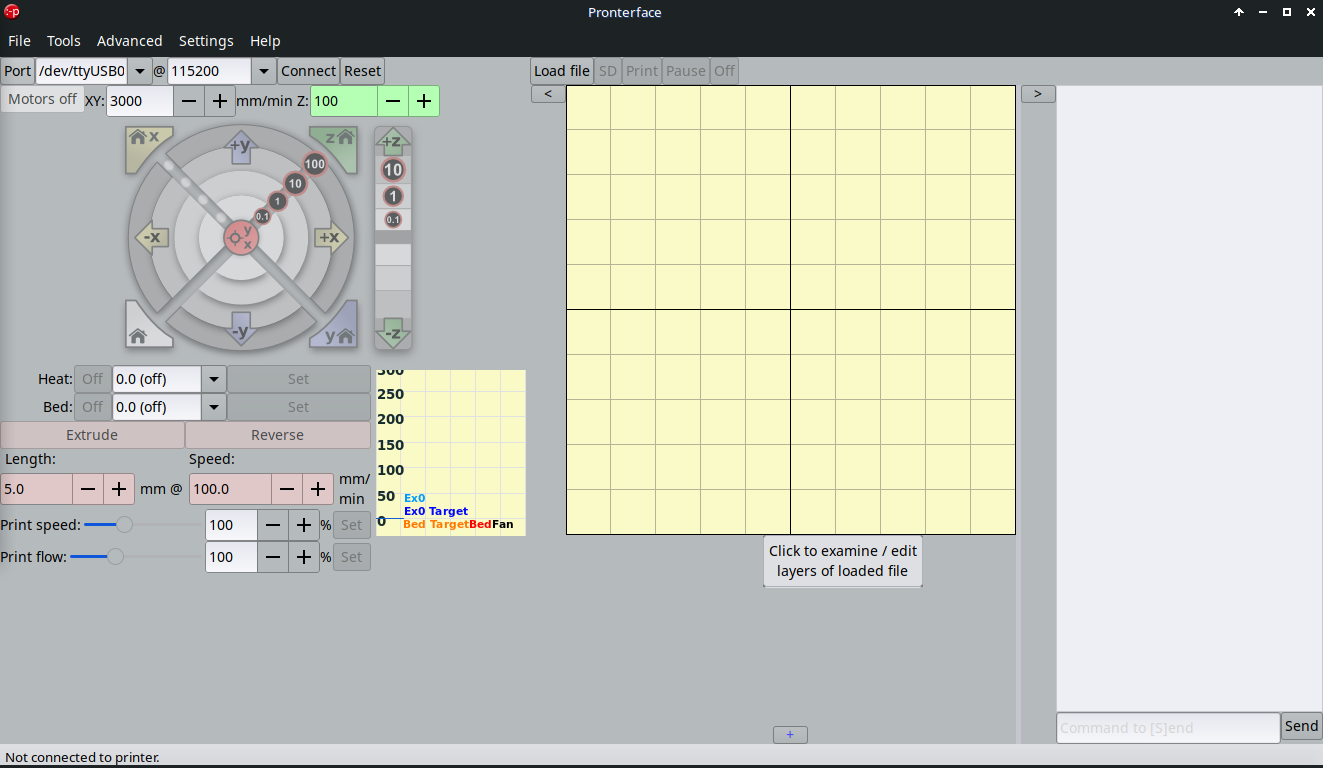 Pronterface
File Tools Advanced Settings Help
Port /dev/ttyUSB0 @ 115200 Connect Reset
Load file SD Print Pause Off
Motors off XY: 3000 mm/min Z: 100
< >
x +y z +z
100
10 10
1 1
0.1 0.1
-x y x +x
-y y -z
Heat: Off 0.0 (off) Set
Bed: Off 0.0 (off) Set
Extrude Reverse
Length: Speed:
5.0 mm @ 100.0 mm/
min
Print speed: 100 % Set
Print flow: 100 % Set
300
250
200
150
100
50
0
Ex0
Ex0 Target
Bed Target Bed Fan
Click to examine / edit
layers of loaded file
+
Command to [S]end Send
Not connected to printer.